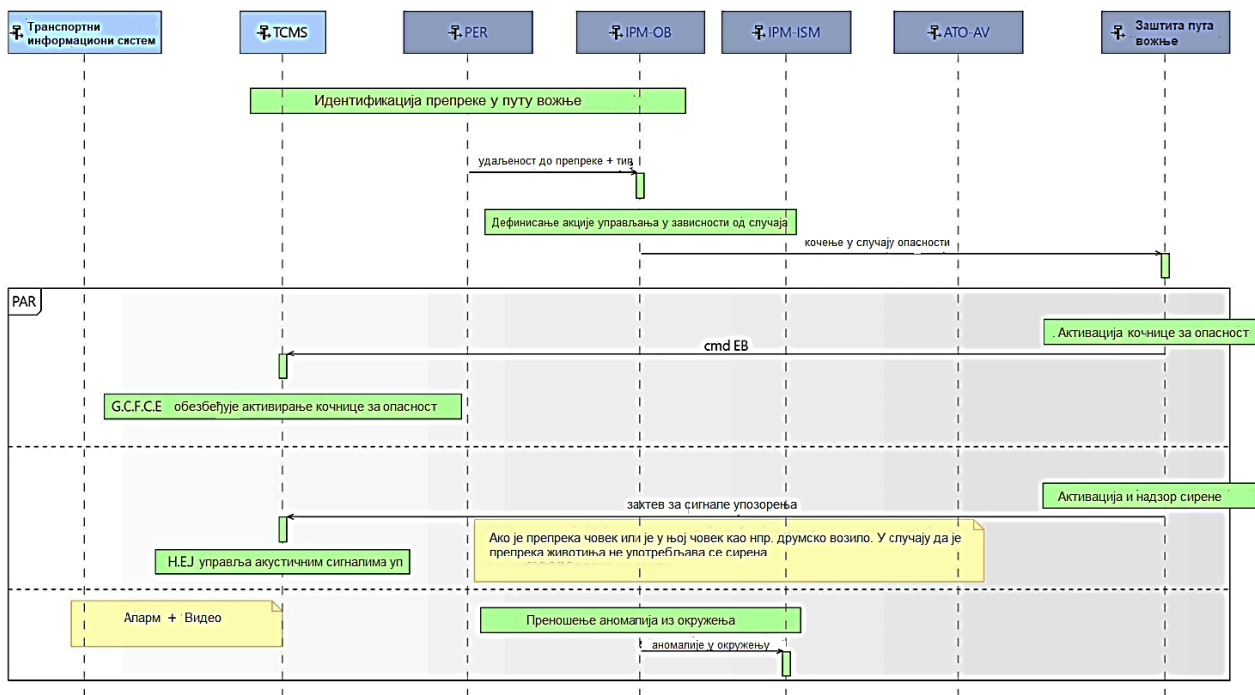 Транспортни
информациони систем
TCMS
PER
IPM-OB
IPM-ISM
ATO-AV
Заштита пута
вожње
Идентификација препреке у путу вожње
удаљеност до препреке + тип
Дефинисање акције управљања у зависности од случаја
кочење у случају опасности
PAR
. Активација кочнице за опасност
cmd EB
G.C.F.C.E обезбеђује активирање кочнице за опасност
Активација и надзор сирене
захтев за сигнале упозорења
Ако је препрека човек или је у њој човек као нпр. друмско возило. У случају да је
препрека животиња не употребљава се сирена
H.E.J управља акустичним сигналима уп
Аларм + Видео
Преношење аномалија из окружења
аномалије у окружењу